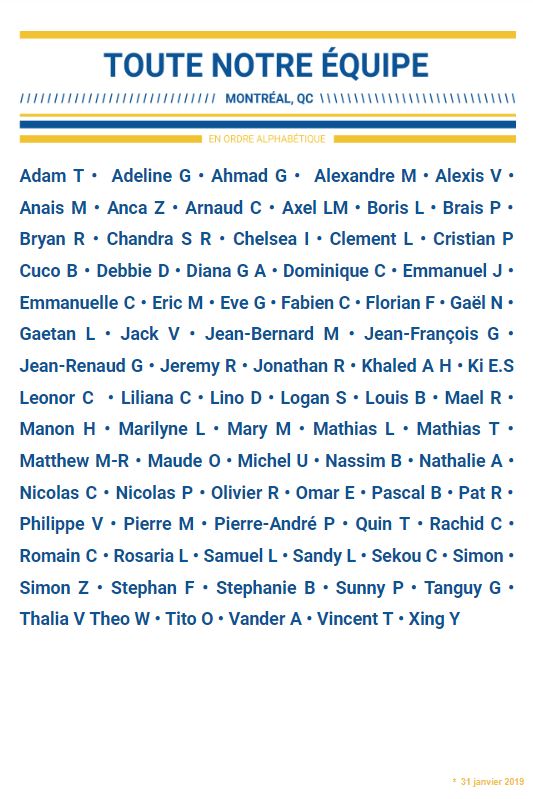 TOUTE NOTRE ÉQUIPE
MONTRÉAL, QC
EN ORDRE ALPHABÉTIQUE
Adam T • Adeline G • Ahmad G • Alexandre M • Alexis V •
Anais M • Anca Z • Arnaud C • Axel LM • Boris L • Brais P •
Bryan R • Chandra S R • Chelsea I • Clement L • Cristian P
Cuco B • Debbie D • Diana G A • Dominique C • Emmanuel J •
Emmanuelle C • Eric M • Eve G • Fabien C • Florian F • Gaël N •
Gaetan L • Jack V • Jean-Bernard M • Jean-François G •
Jean-Renaud G • Jeremy R • Jonathan R • Khaled A H • Ki E.S
Leonor C • Liliana C • Lino D • Logan S • Louis B • Mael R •
Manon H • Marilyne L • Mary M • Mathias L • Mathias T •
Matthew M-R • Maude O • Michel U • Nassim B • Nathalie A •
Nicolas C • Nicolas P • Olivier R • Omar E • Pascal B • Pat R •
Philippe V • Pierre M • Pierre-André P • Quin T • Rachid C •
Romain C • Rosaria L • Samuel L • Sandy L • Sekou C • Simon •
Simon Z • Stephan F • Stephanie B • Sunny P • Tanguy G •
Thalia V Theo W • Tito O • Vander A • Vincent T • Xing Y
* 31 janvier 2019